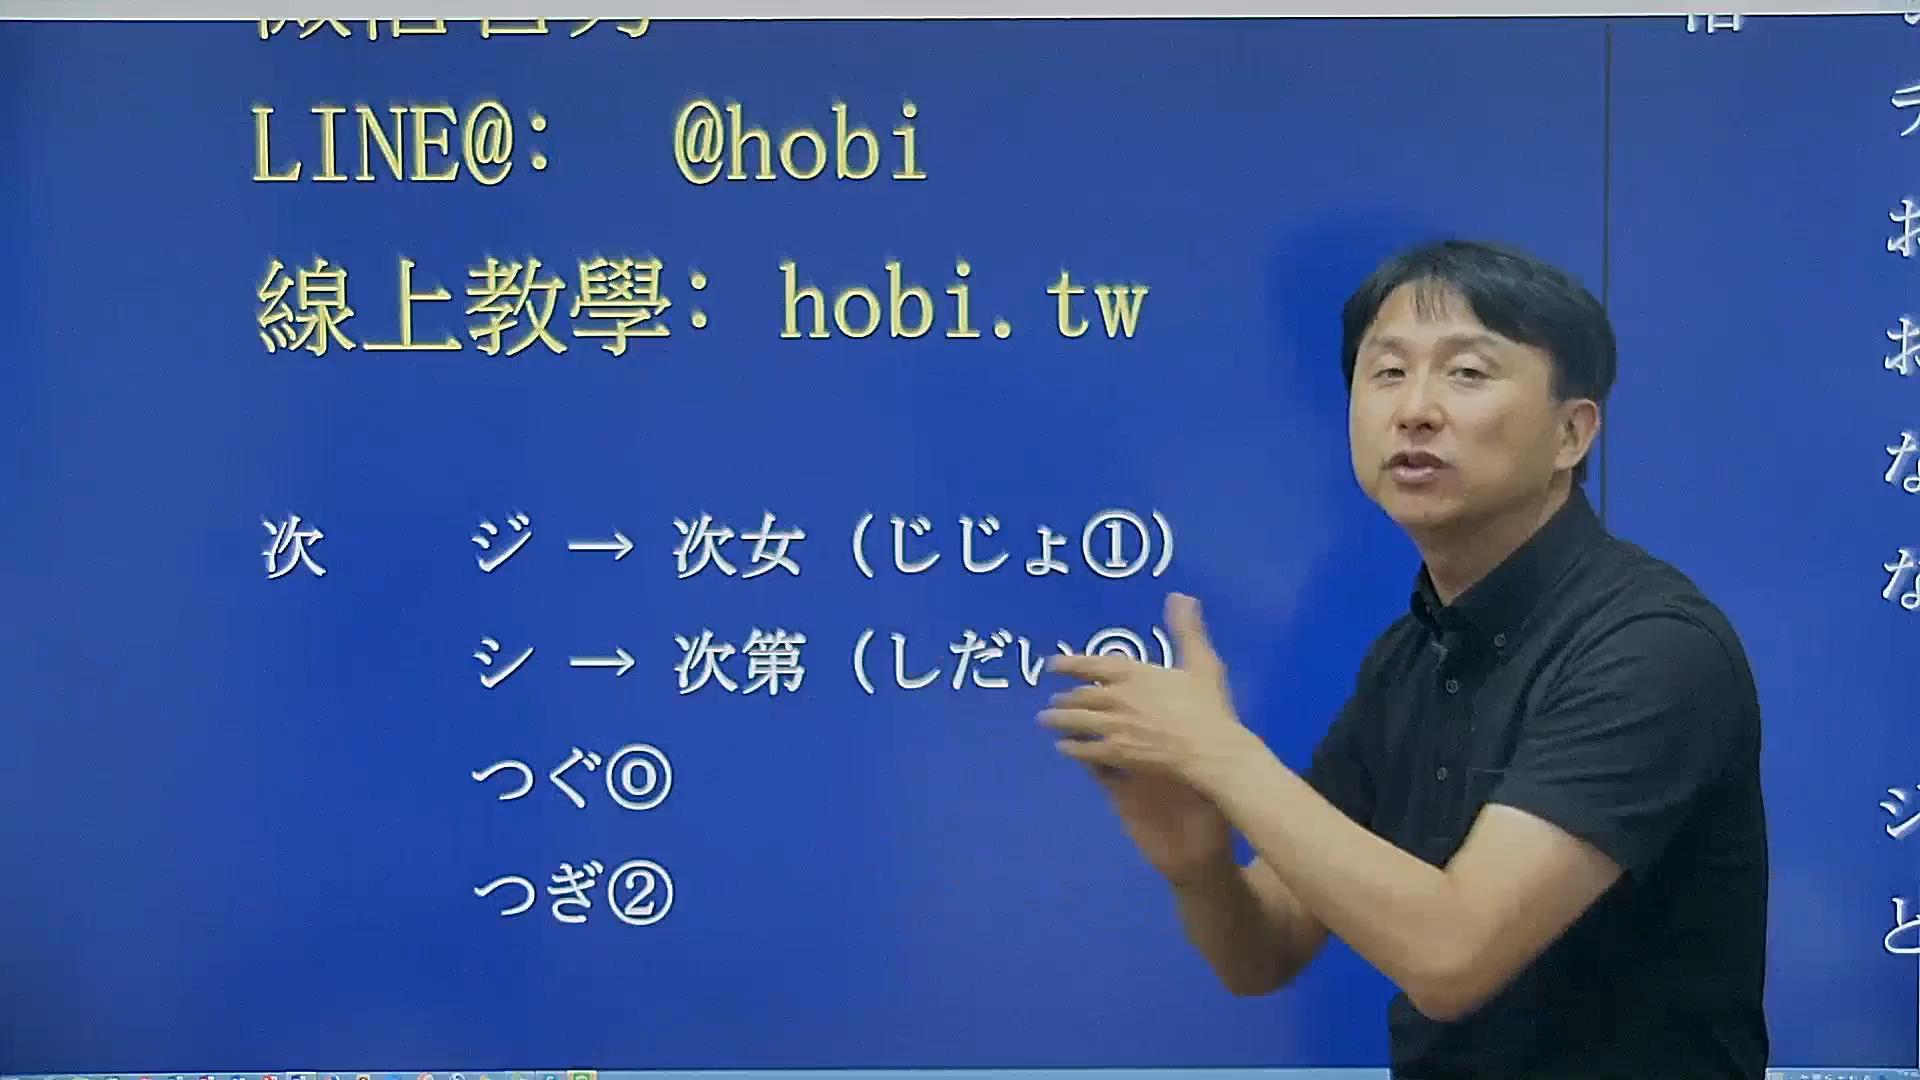 LINE@: @hobi
線上教學: hobi.tw
次 ジ → 次女 (じじょ①)
シ → 次第 (しだい
つぐ⓪
つぎ②